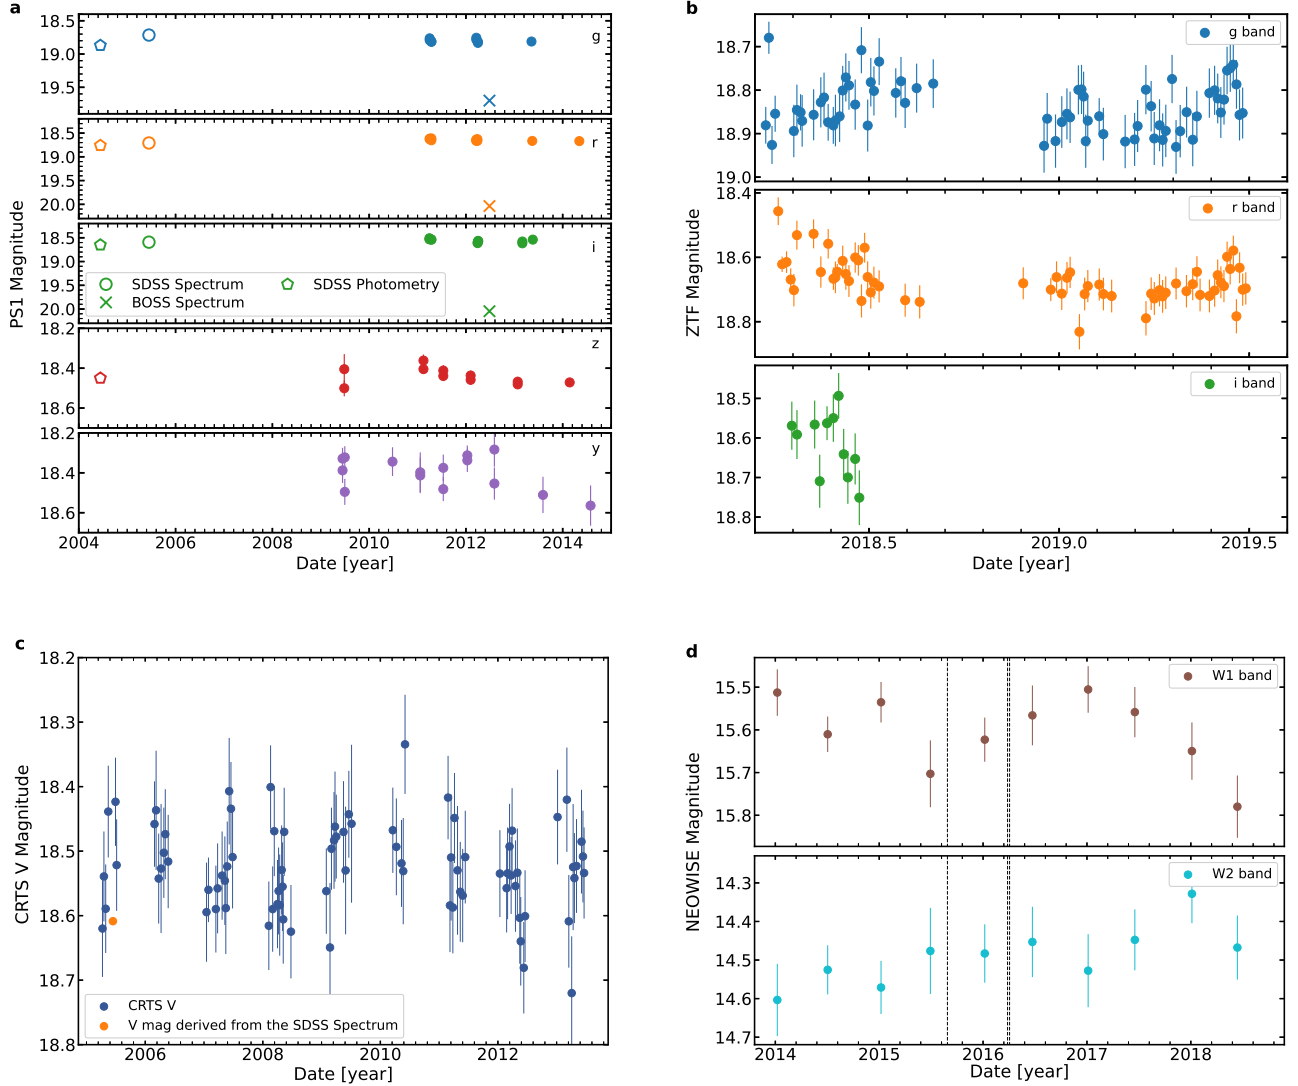 a
18.5
19.0
19.5
g
18.5
19.0
19.5
20.0
r
18.5
19.0
19.5
20.0
i
SDSS Spectrum
BOSS Spectrum
SDSS Photometry
18.2
18.4
18.6
z
18.2
18.4
18.6
y
PS1 Magnitude
2004
2006
2008
2010
2012
2014
Date [year]
b
18.7
18.8
18.9
19.0
g band
18.4
18.6
18.8
r band
18.5
18.6
18.7
18.8
i band
ZTF Magnitude
2018.5
2019.0
2019.5
Date [year]
c
18.2
18.3
18.4
18.5
18.6
18.7
18.8
CRTS V Magnitude
CRTS V
V mag derived from the SDSS Spectrum
2006
2008
2010
2012
Date [year]
d
15.5
15.6
15.7
15.8
W1 band
14.3
14.4
14.5
14.6
14.7
W2 band
NEOWISE Magnitude
2014
2015
2016
2017
2018
Date [year]